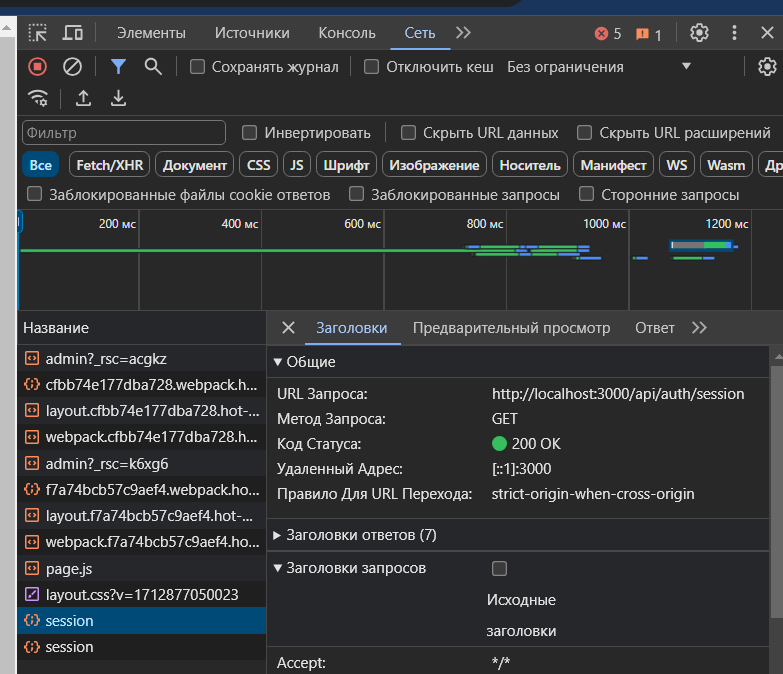 Элементы Источники Консоль Сеть 5 1
Сохранять журнал Отключить кеш Без ограничения
Фильтр Инвертировать Скрыть URL данных Скрыть URL расширений
Все Fetch/XHR Документ CSS JS Шрифт Изображение Носитель Манифест WS Wasm Др
Заблокированные файлы cookie ответов Заблокированные запросы Сторонние запросы
200 мс 400 мс 600 мс 800 мс 1000 мс 1200 мс
Название Заголовки Предварительный просмотр Ответ
admin?_rsc=acgkz
cfbb74e177dba728.webpack.h...
layout.cfbb74e177dba728.hot-...
webpack.cfbb74e177dba728.h...
admin?_rsc=k6xg6
f7a74bcb57c9aef4.webpack.ho...
layout.f7a74bcb57c9aef4.hot-...
webpack.f7a74bcb57c9aef4.ho...
page.js
layout.css?v=1712877050023
session
session
Общие
URL Запроса: http://localhost:3000/api/auth/session
Метод Запроса: GET
Код Статуса: 200 OK
Удаленный Адрес: [::1]:3000
Правило Для URL Перехода: strict-origin-when-cross-origin
Заголовки ответов (7)
Заголовки запросов
Исходные
заголовки
Accept: */*